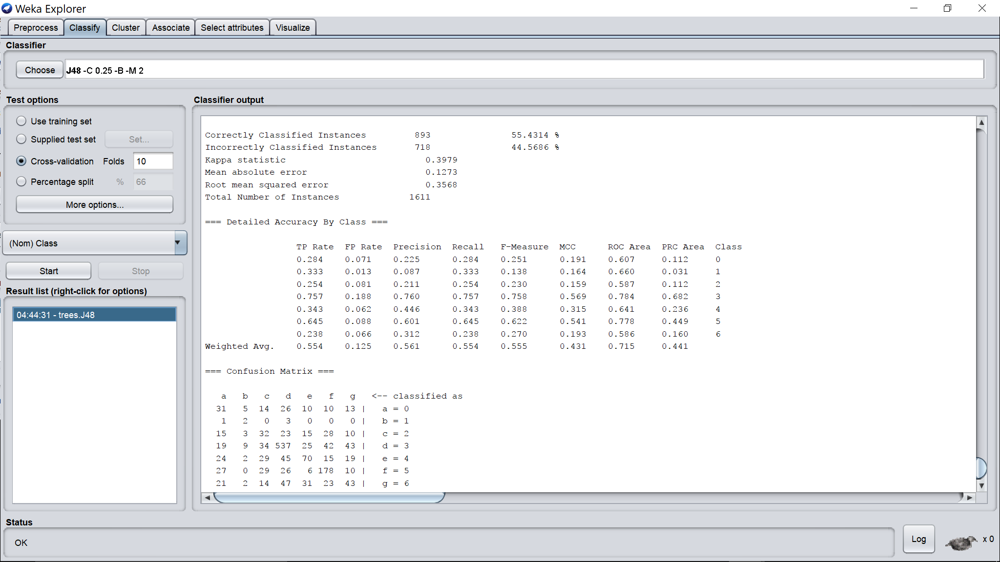 Weka Explorer
Preprocess Classify Cluster Associate Select attributes Visualize
Classifier
Choose J48 -C 0.25 -B -M 2
Test options
Use training set
Supplied test set Set...
Cross-validation Folds 10
Percentage split % 66
More options...
(Nom) Class
Start Stop
Result list (right-click for options)
04:44:31 - trees.J48
Classifier output
Correctly Classified Instances 893 55.4314 %
Incorrectly Classified Instances 718 44.5686 %
Kappa statistic 0.3979
Mean absolute error 0.1273
Root mean squared error 0.3568
Total Number of Instances 1611
=== Detailed Accuracy By Class ===
TP Rate FP Rate Precision Recall F-Measure MCC ROC Area PRC Area Class
0.284 0.071 0.225 0.284 0.251 0.191 0.607 0.112 0
0.333 0.013 0.087 0.333 0.138 0.164 0.660 0.031 1
0.254 0.081 0.211 0.254 0.230 0.159 0.587 0.112 2
0.757 0.188 0.760 0.757 0.758 0.569 0.784 0.682 3
0.343 0.062 0.446 0.343 0.388 0.315 0.641 0.236 4
0.645 0.088 0.601 0.645 0.622 0.541 0.778 0.449 5
0.238 0.066 0.312 0.238 0.270 0.193 0.586 0.160 6
Weighted Avg. 0.554 0.125 0.561 0.554 0.555 0.431 0.715 0.441
=== Confusion Matrix ===
a b c d e f g <-- classified as
31 5 14 26 10 10 13 | a = 0
1 2 0 3 0 0 0 | b = 1
15 3 32 23 15 28 10 | c = 2
19 9 34 537 25 42 43 | d = 3
24 2 29 45 70 15 19 | e = 4
27 0 29 26 6 178 10 | f = 5
21 2 14 47 31 23 43 | g = 6
Status
OK
Log
x 0